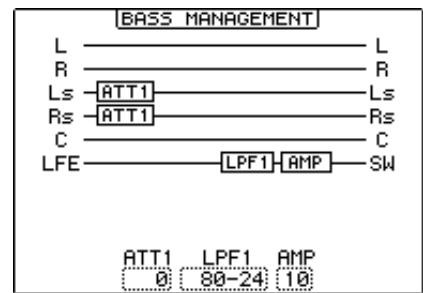 BASS MANAGEMENT
L L
R R
Ls ATT1 Ls
Rs ATT1 Rs
C C
LFE LPF1 AMP SW
ATT1 LPF1 AMP
0 80-24 10